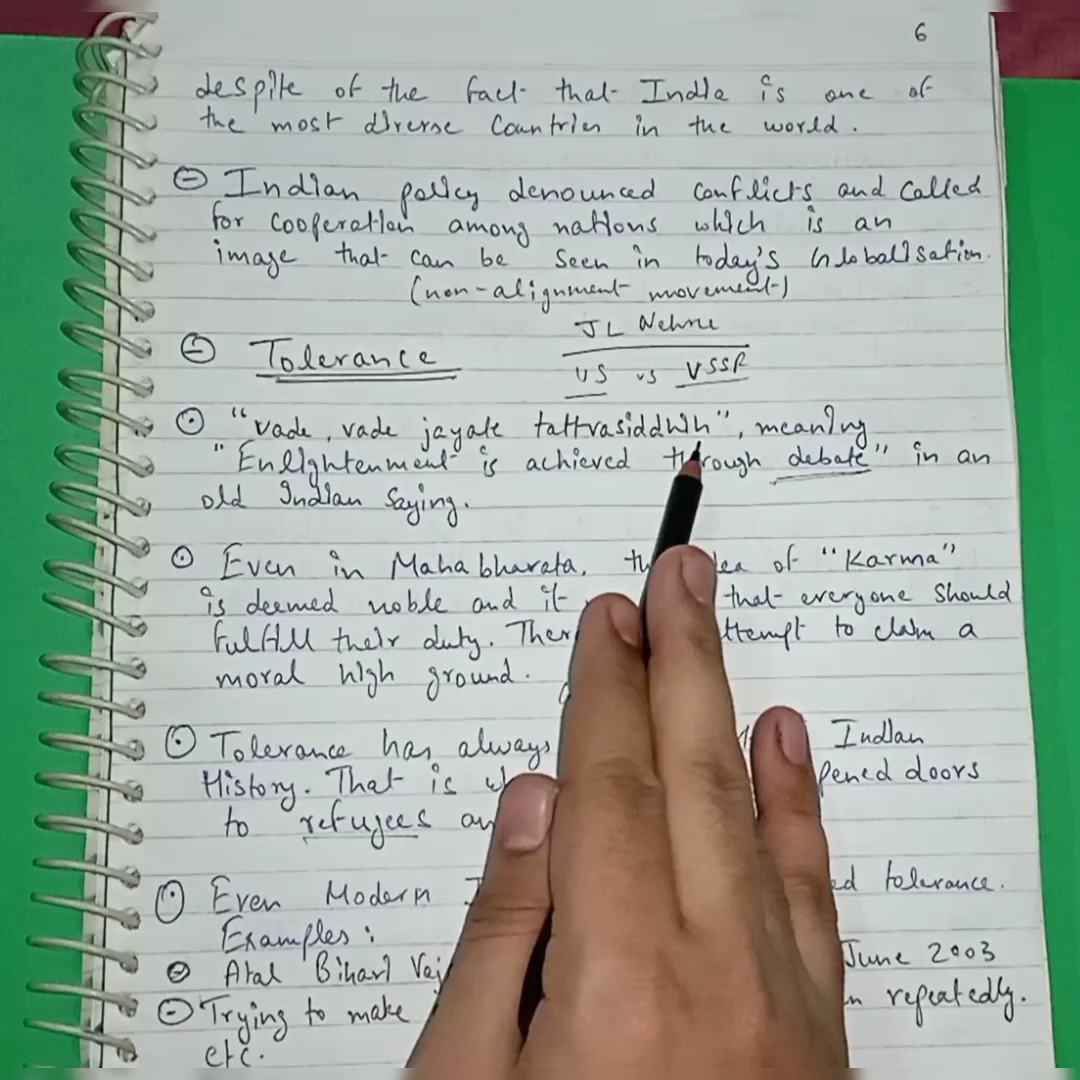 6
despite of the fact that India is one of
the most diverse countries in the world.
Indian policy denounced conflicts and called
for cooperation among nations which is an
image that can be seen in today's Globalisation.
(non-alignment movement)
JL Nehru
Tolerance
US vs USSR
"vade, vade jayate tattvasiddhih", meaning
"Enlightenment is achieved through debate" in an
old Indian saying.
Even in Mahabharata, of "Karma"
is deemed noble and it that everyone should
fulfill their duty. attempt to claim a
moral high ground.
Tolerance has always Indian
History. That is doors
to refugees
Even Modern tolerance.
Examples:
Atal Bihari June 2003
Trying to make repeatedly.
etc.